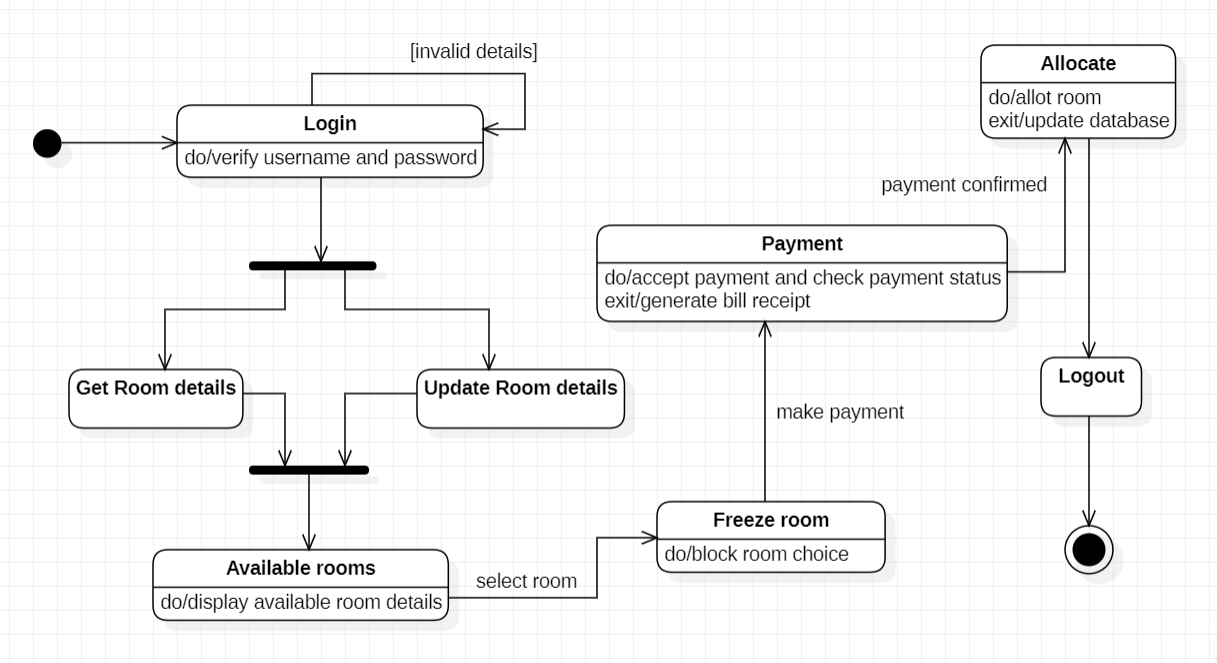 [invalid details]
Login
do/verify username and password
Get Room details
Update Room details
Available rooms
do/display available room details
select room
Freeze room
do/block room choice
make payment
Payment
do/accept payment and check payment status
exit/generate bill receipt
payment confirmed
Allocate
do/allot room
exit/update database
Logout